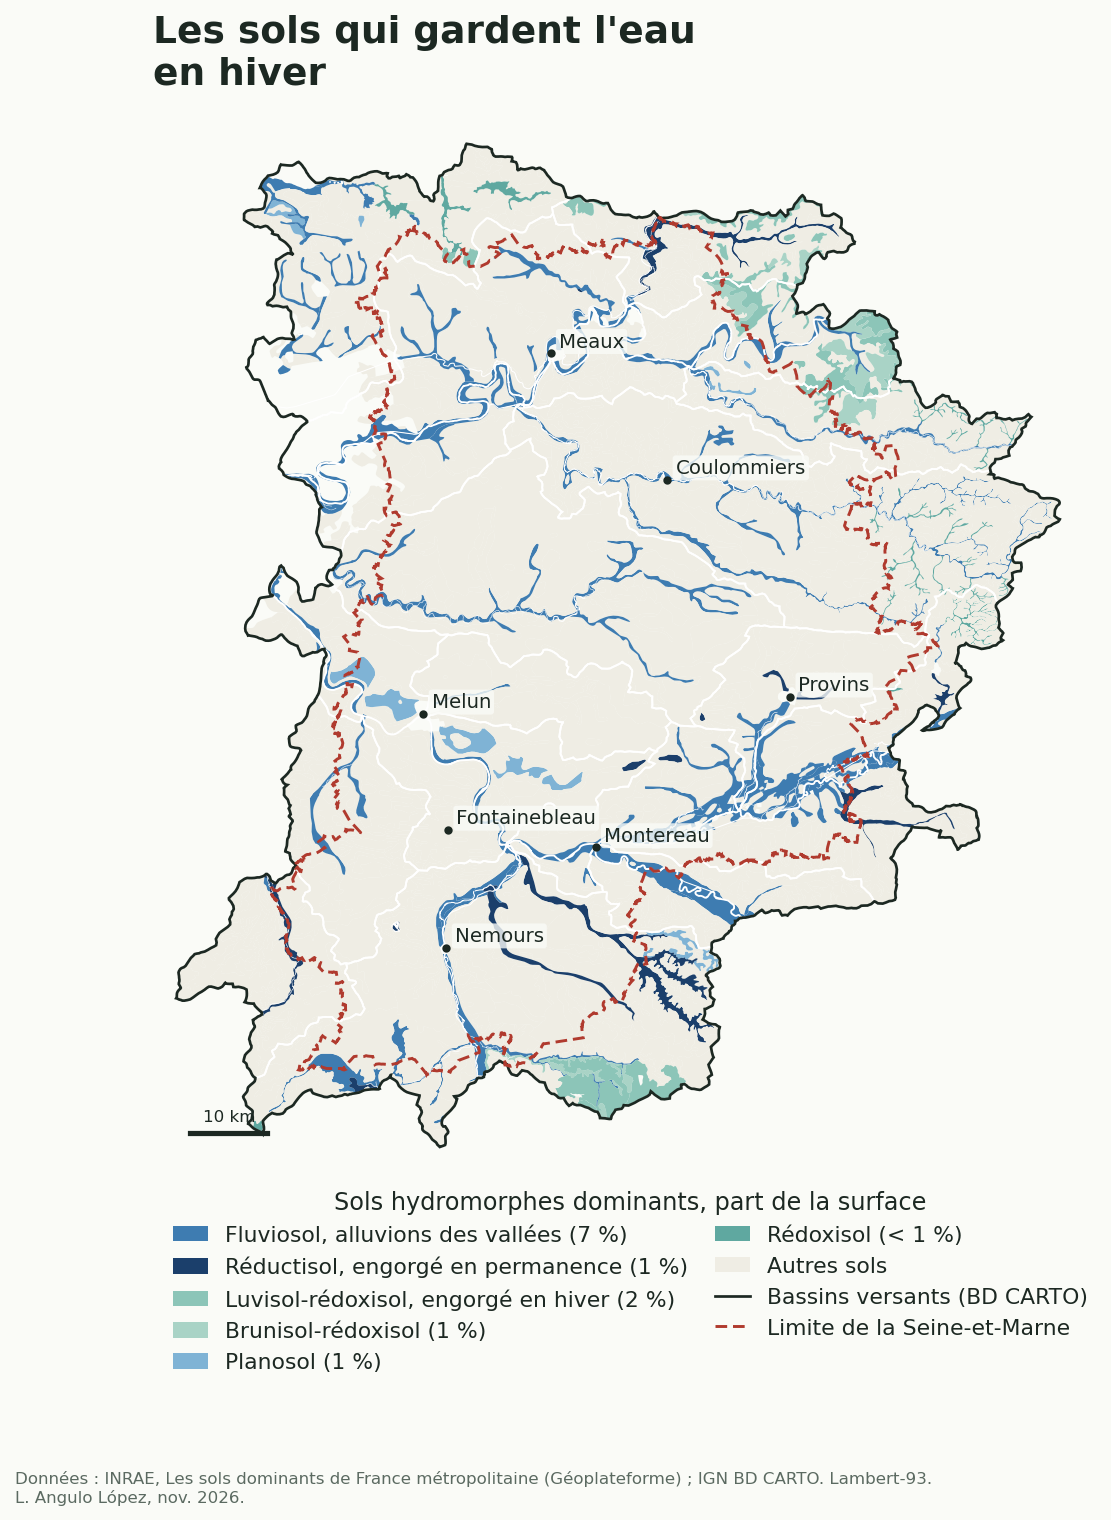 Les sols qui gardent l'eau
en hiver
Meaux
Coulommiers
Provins
Melun
Fontainebleau
Montereau
Nemours
10 km
Sols hydromorphes dominants, part de la surface
Fluviosol, alluvions des vallées (7 %)
Réductisol, engorgé en permanence (1 %)
Luvisol-rédoxisol, engorgé en hiver (2 %)
Brunisol-rédoxisol (1 %)
Planosol (1 %)
Rédoxisol (< 1 %)
Autres sols
Bassins versants (BD CARTO)
Limite de la Seine-et-Marne
Données : INRAE, Les sols dominants de France métropolitaine (Géoplateforme) ; IGN BD CARTO. Lambert-93.
L. Angulo López, nov. 2026.